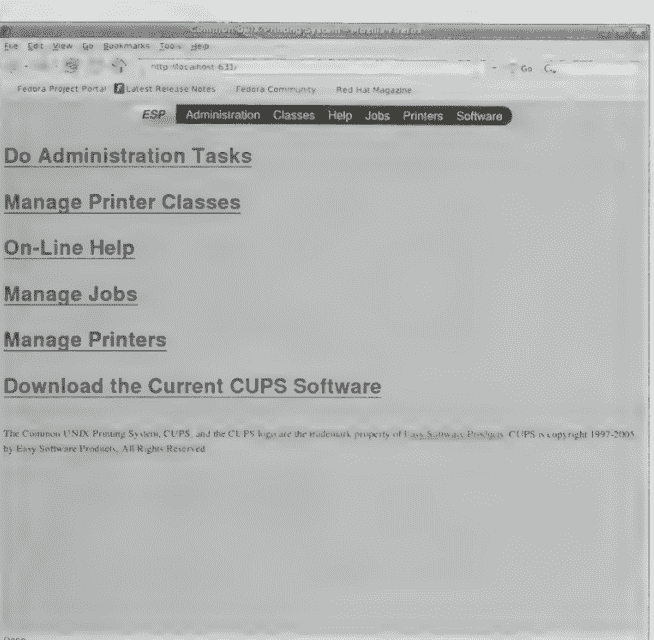 Common UNIX Printing System - Mozilla Firefox
File Edit View Go Bookmarks Tools Help
http://localhost:631/ Go
Fedora Project Portal Latest Release Notes Fedora Community Red Hat Magazine
ESP Administration Classes Help Jobs Printers Software
Do Administration Tasks
Manage Printer Classes
On-Line Help
Manage Jobs
Manage Printers
Download the Current CUPS Software
The Common UNIX Printing System, CUPS, and the CUPS logo are the trademark property of Easy Software Products. CUPS is copyright 1997-2005
by Easy Software Products, All Rights Reserved
Done